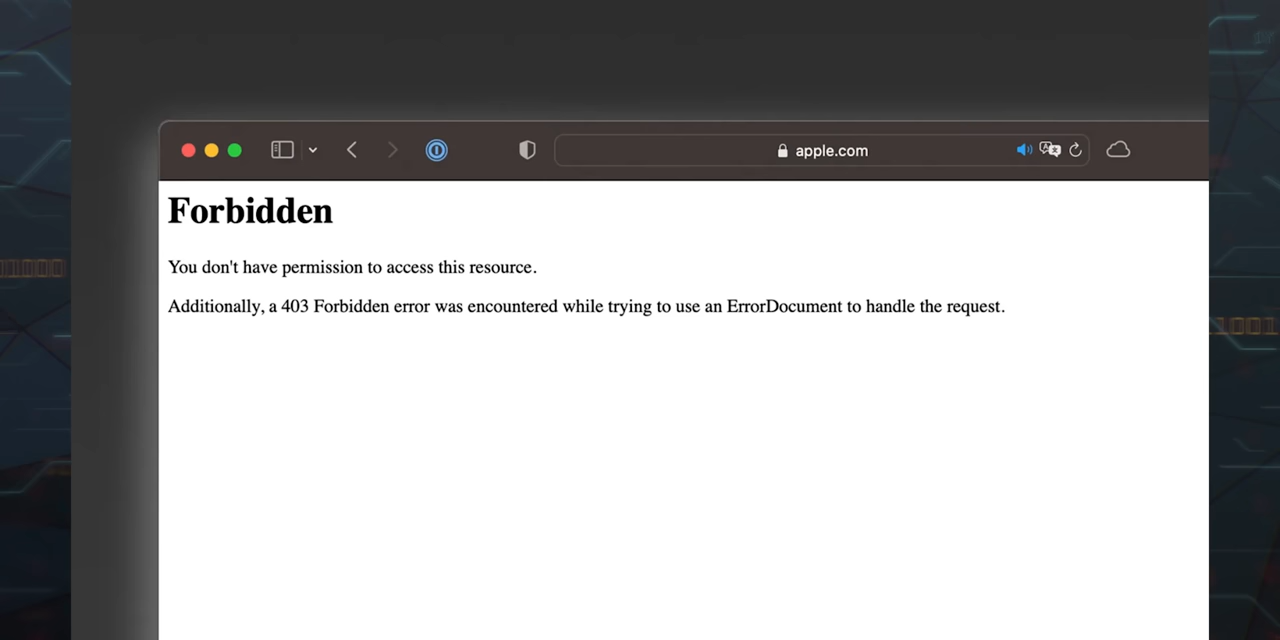 apple.com
Forbidden
You don't have permission to access this resource.
Additionally, a 403 Forbidden error was encountered while trying to use an ErrorDocument to handle the request.